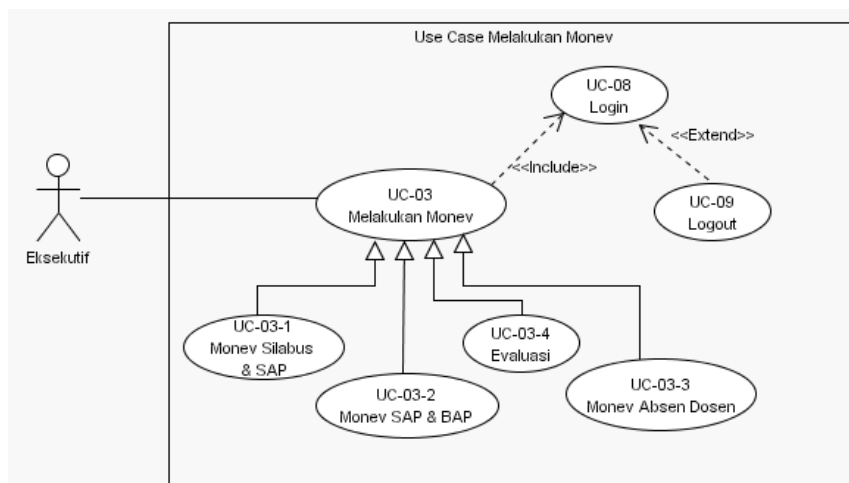 Use Case Melakukan Monev
UC-08
Login
<<Extend>>
<<Include>>
UC-03
Melakukan Monev
UC-09
Logout
Eksekutif
UC-03-1
Monev Silabus
& SAP
UC-03-4
Evaluasi
UC-03-2
Monev SAP & BAP
UC-03-3
Monev Absen Dosen